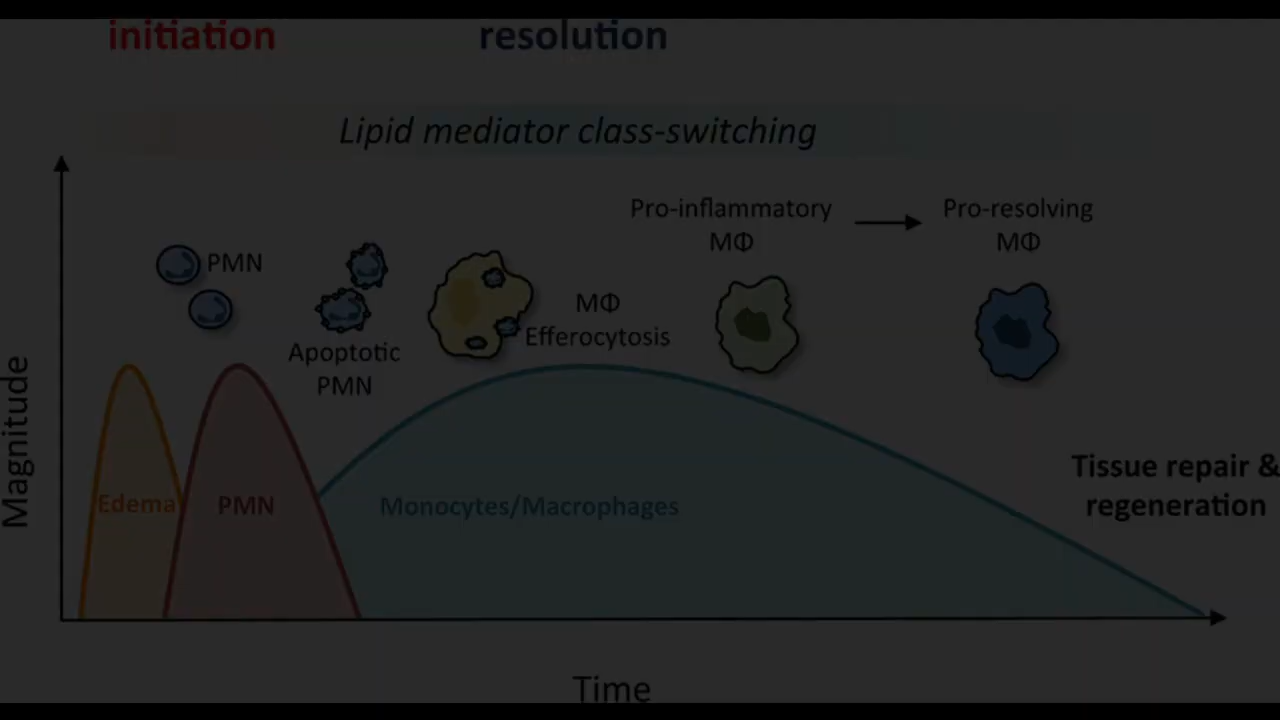 initiation
resolution
Lipid mediator class-switching
Pro-inflammatory
MΦ
Pro-resolving
MΦ
PMN
MΦ
Efferocytosis
Apoptotic
PMN
Magnitude
Edema
PMN
Monocytes/Macrophages
Tissue repair &
regeneration
Time